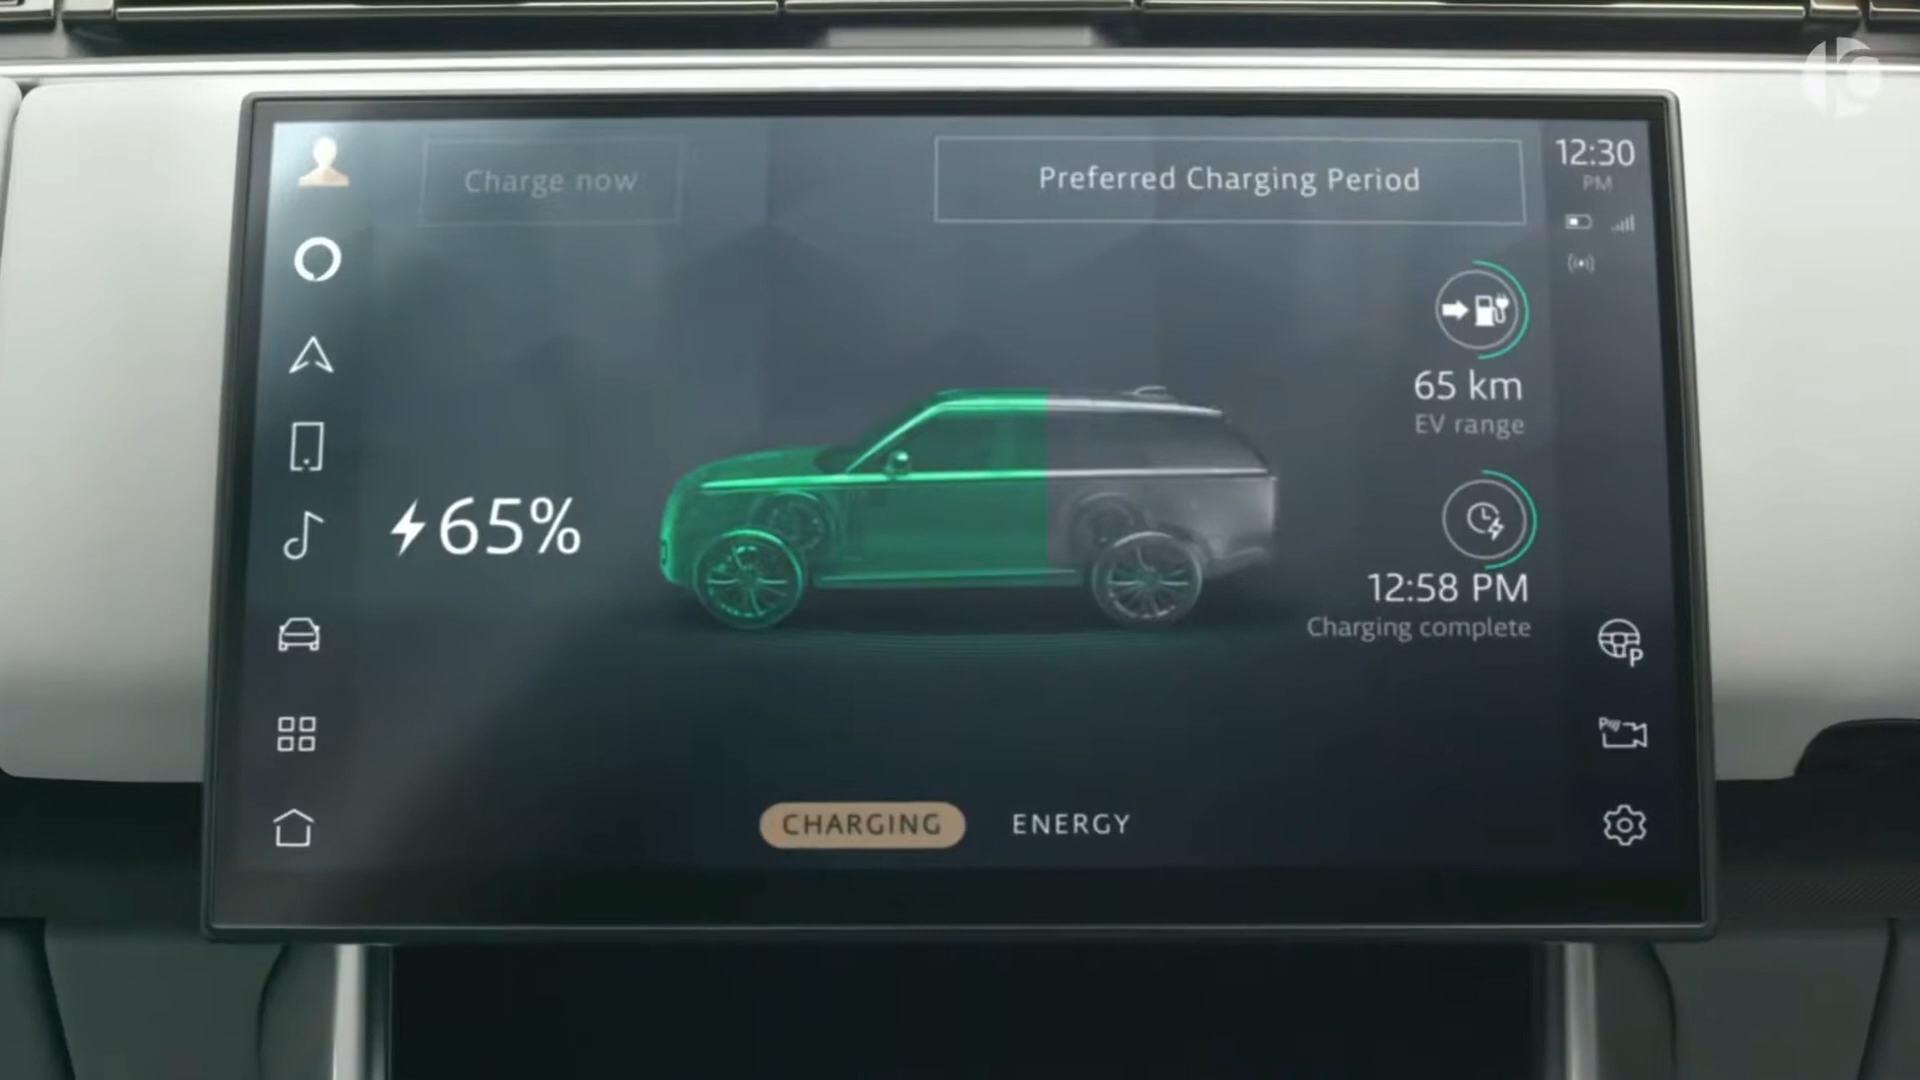 Charge now
Preferred Charging Period
12:30
PM
65 km
EV range
65%
12:58 PM
Charging complete
P
CHARGING
ENERGY